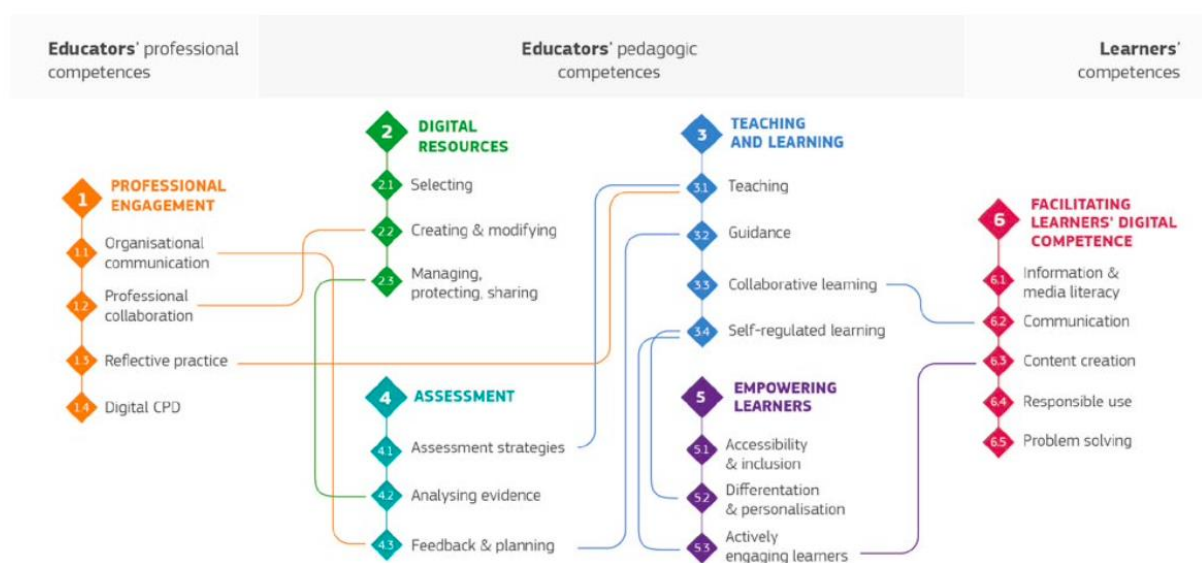 Educators' professional
competences
Educators' pedagogic
competences
Learners'
competences
1
PROFESSIONAL
ENGAGEMENT
1.1
Organisational
communication
1.2
Professional
collaboration
1.3
Reflective practice
1.4
Digital CPD
2
DIGITAL
RESOURCES
2.1
Selecting
2.2
Creating & modifying
2.3
Managing,
protecting, sharing
4
ASSESSMENT
4.1
Assessment strategies
4.2
Analysing evidence
4.3
Feedback & planning
3
TEACHING
AND LEARNING
3.1
Teaching
3.2
Guidance
3.3
Collaborative learning
3.4
Self-regulated learning
5
EMPOWERING
LEARNERS
5.1
Accessibility
& inclusion
5.2
Differentation
& personalisation
5.3
Actively
engaging learners
6
FACILITATING
LEARNERS' DIGITAL
COMPETENCE
6.1
Information &
media literacy
6.2
Communication
6.3
Content creation
6.4
Responsible use
6.5
Problem solving